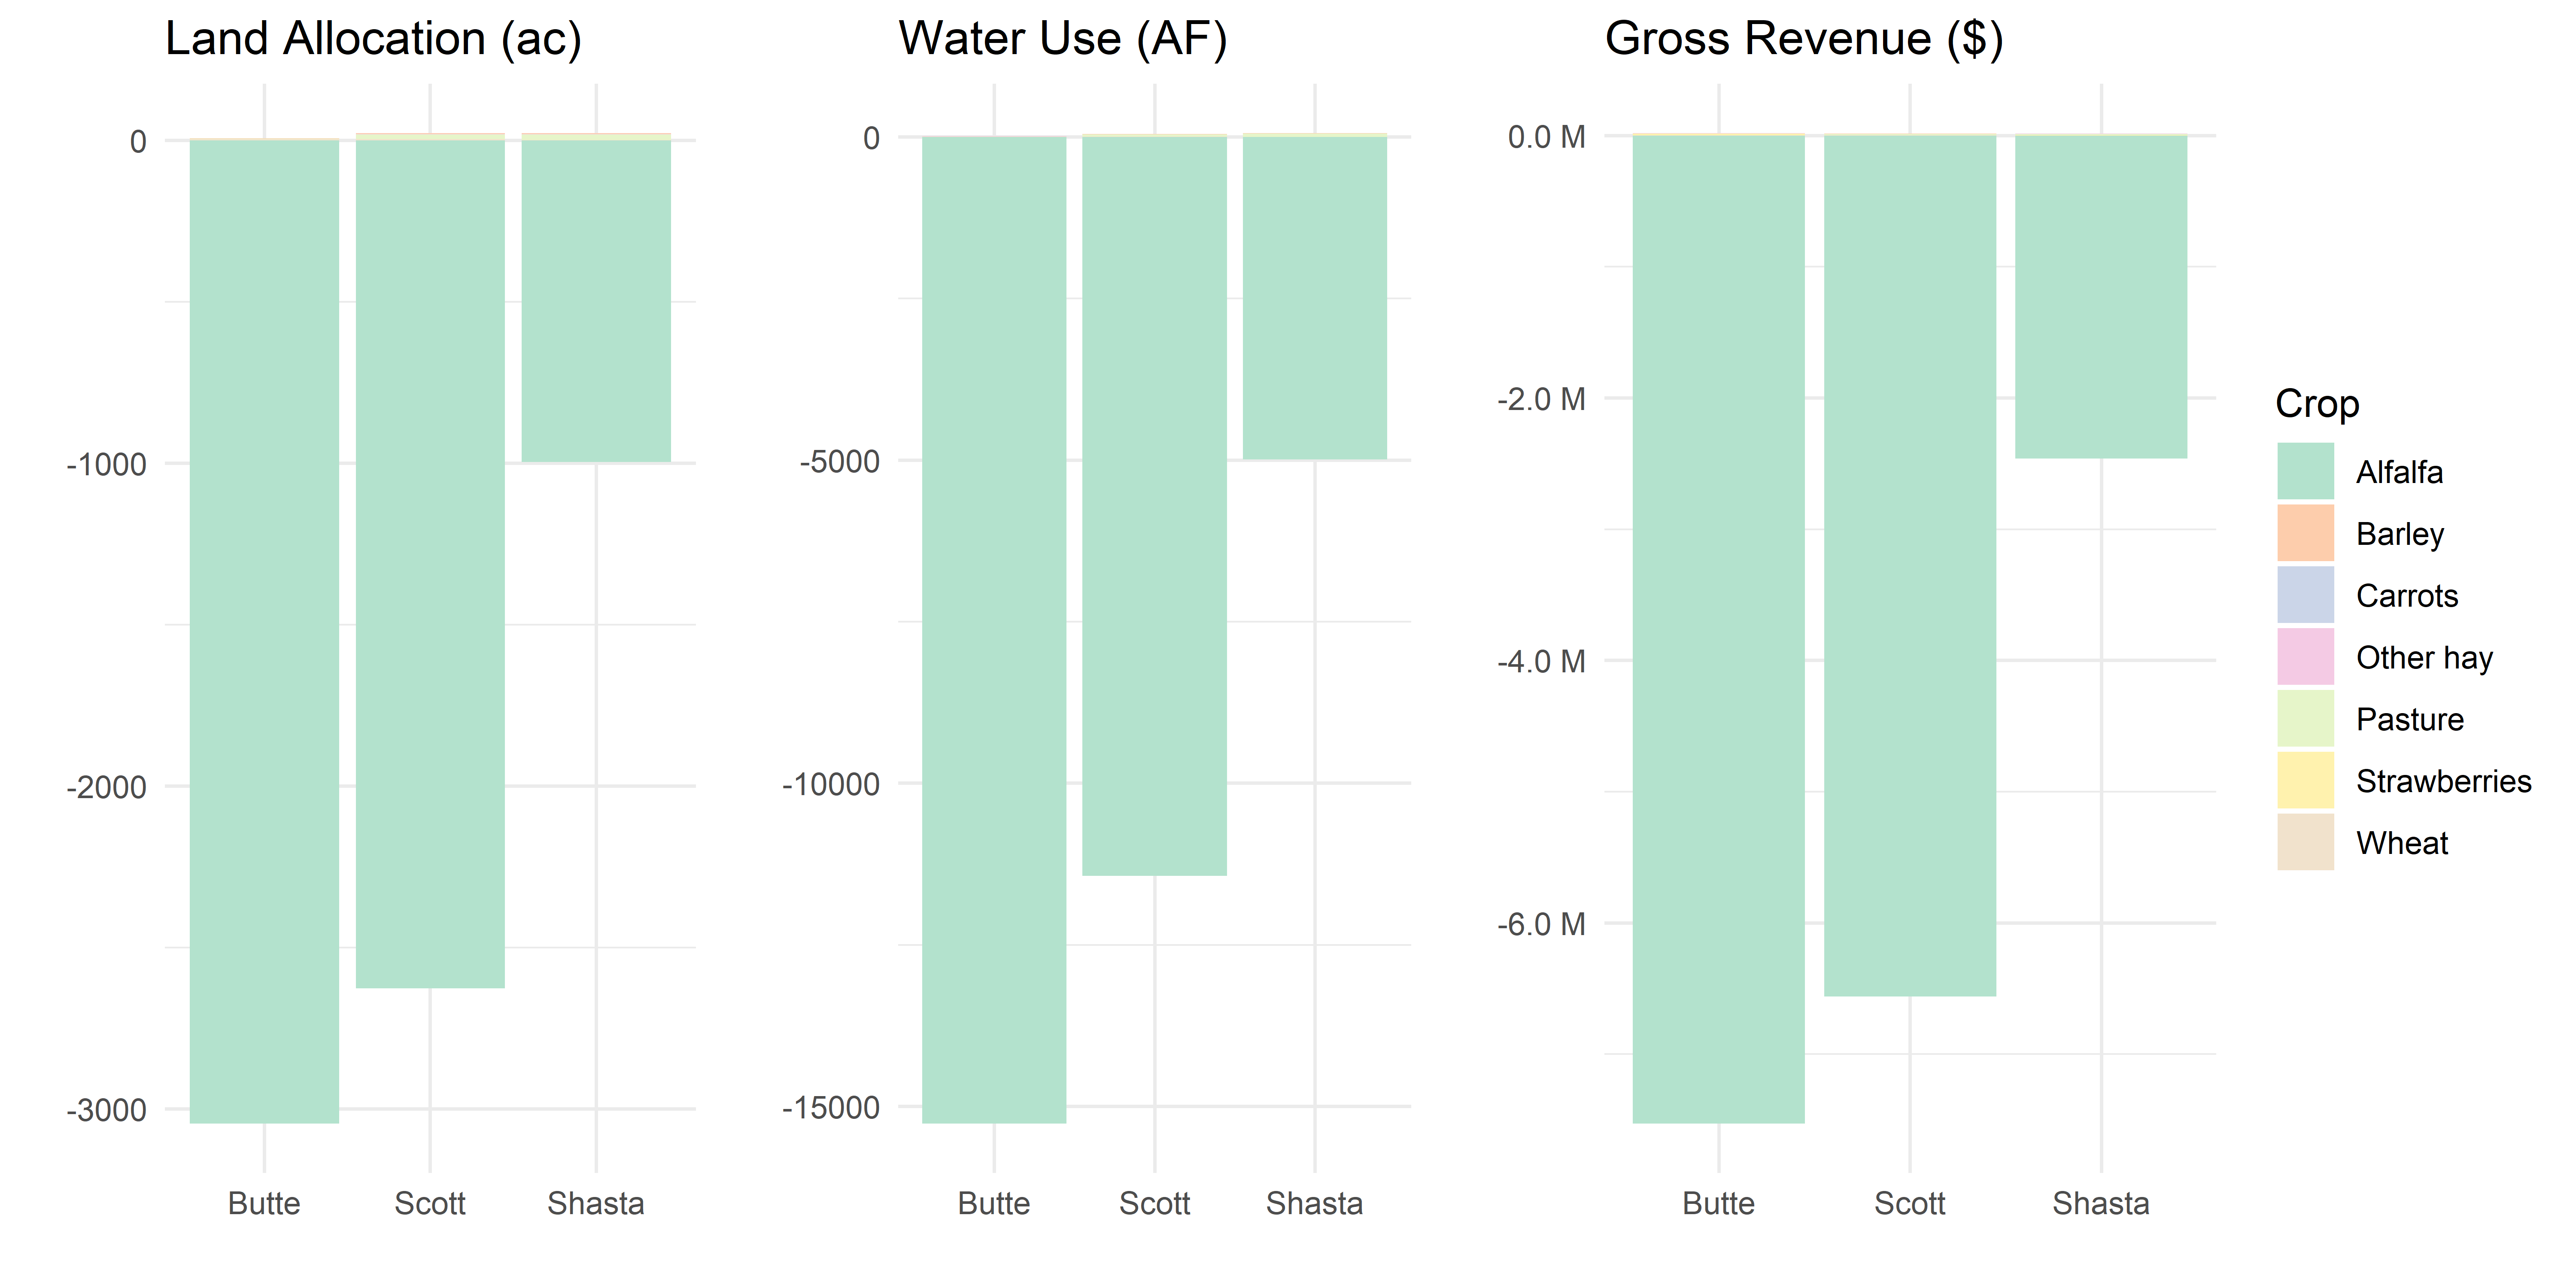 Land Allocation (ac)
0
-1000
-2000
-3000
Butte Scott Shasta
Water Use (AF)
0
-5000
-10000
-15000
Butte Scott Shasta
Gross Revenue ($)
0.0 M
-2.0 M
-4.0 M
-6.0 M
Butte Scott Shasta
Crop
Alfalfa
Barley
Carrots
Other hay
Pasture
Strawberries
Wheat